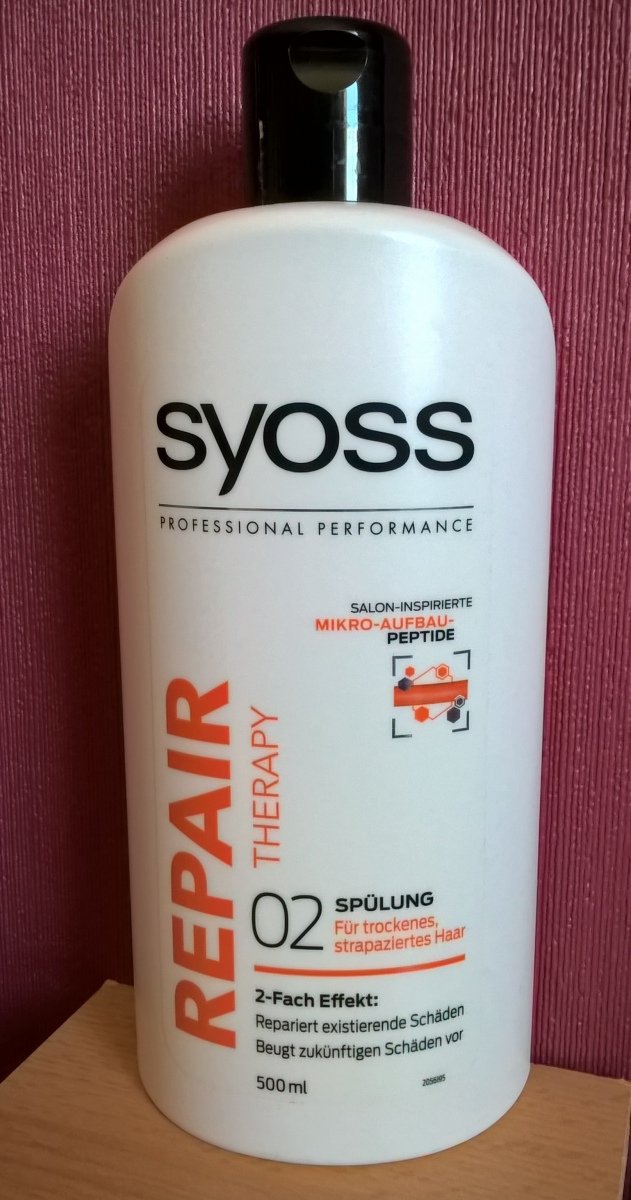 syoss
PROFESSIONAL PERFORMANCE
SALON-INSPIRIERTE
MIKRO-AUFBAU-
PEPTIDE
REPAIR
THERAPY
02
SPÜLUNG
Für trockenes,
strapaziertes Haar
2-Fach Effekt:
Repariert existierende Schäden
Beugt zukünftigen Schäden vor
500 ml
2056195